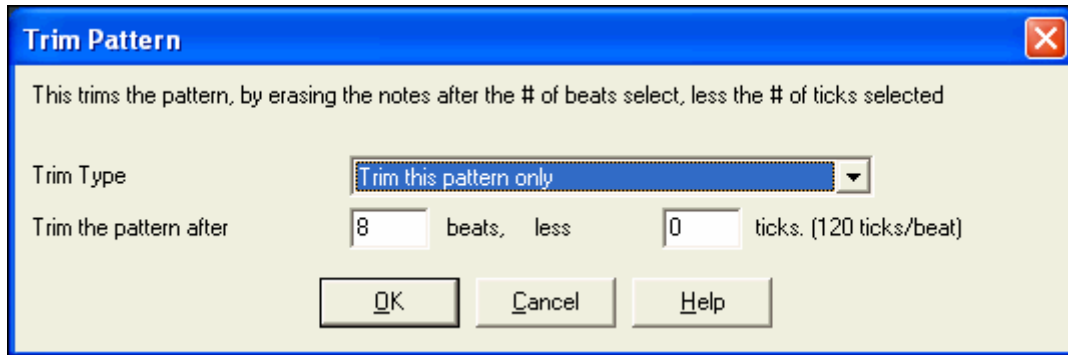 Trim Pattern
This trims the pattern, by erasing the notes after the # of beats select, less the # of ticks selected
Trim Type Trim this pattern only
Trim the pattern after 8 beats, less 0 ticks. (120 ticks/beat)
OK Cancel Help